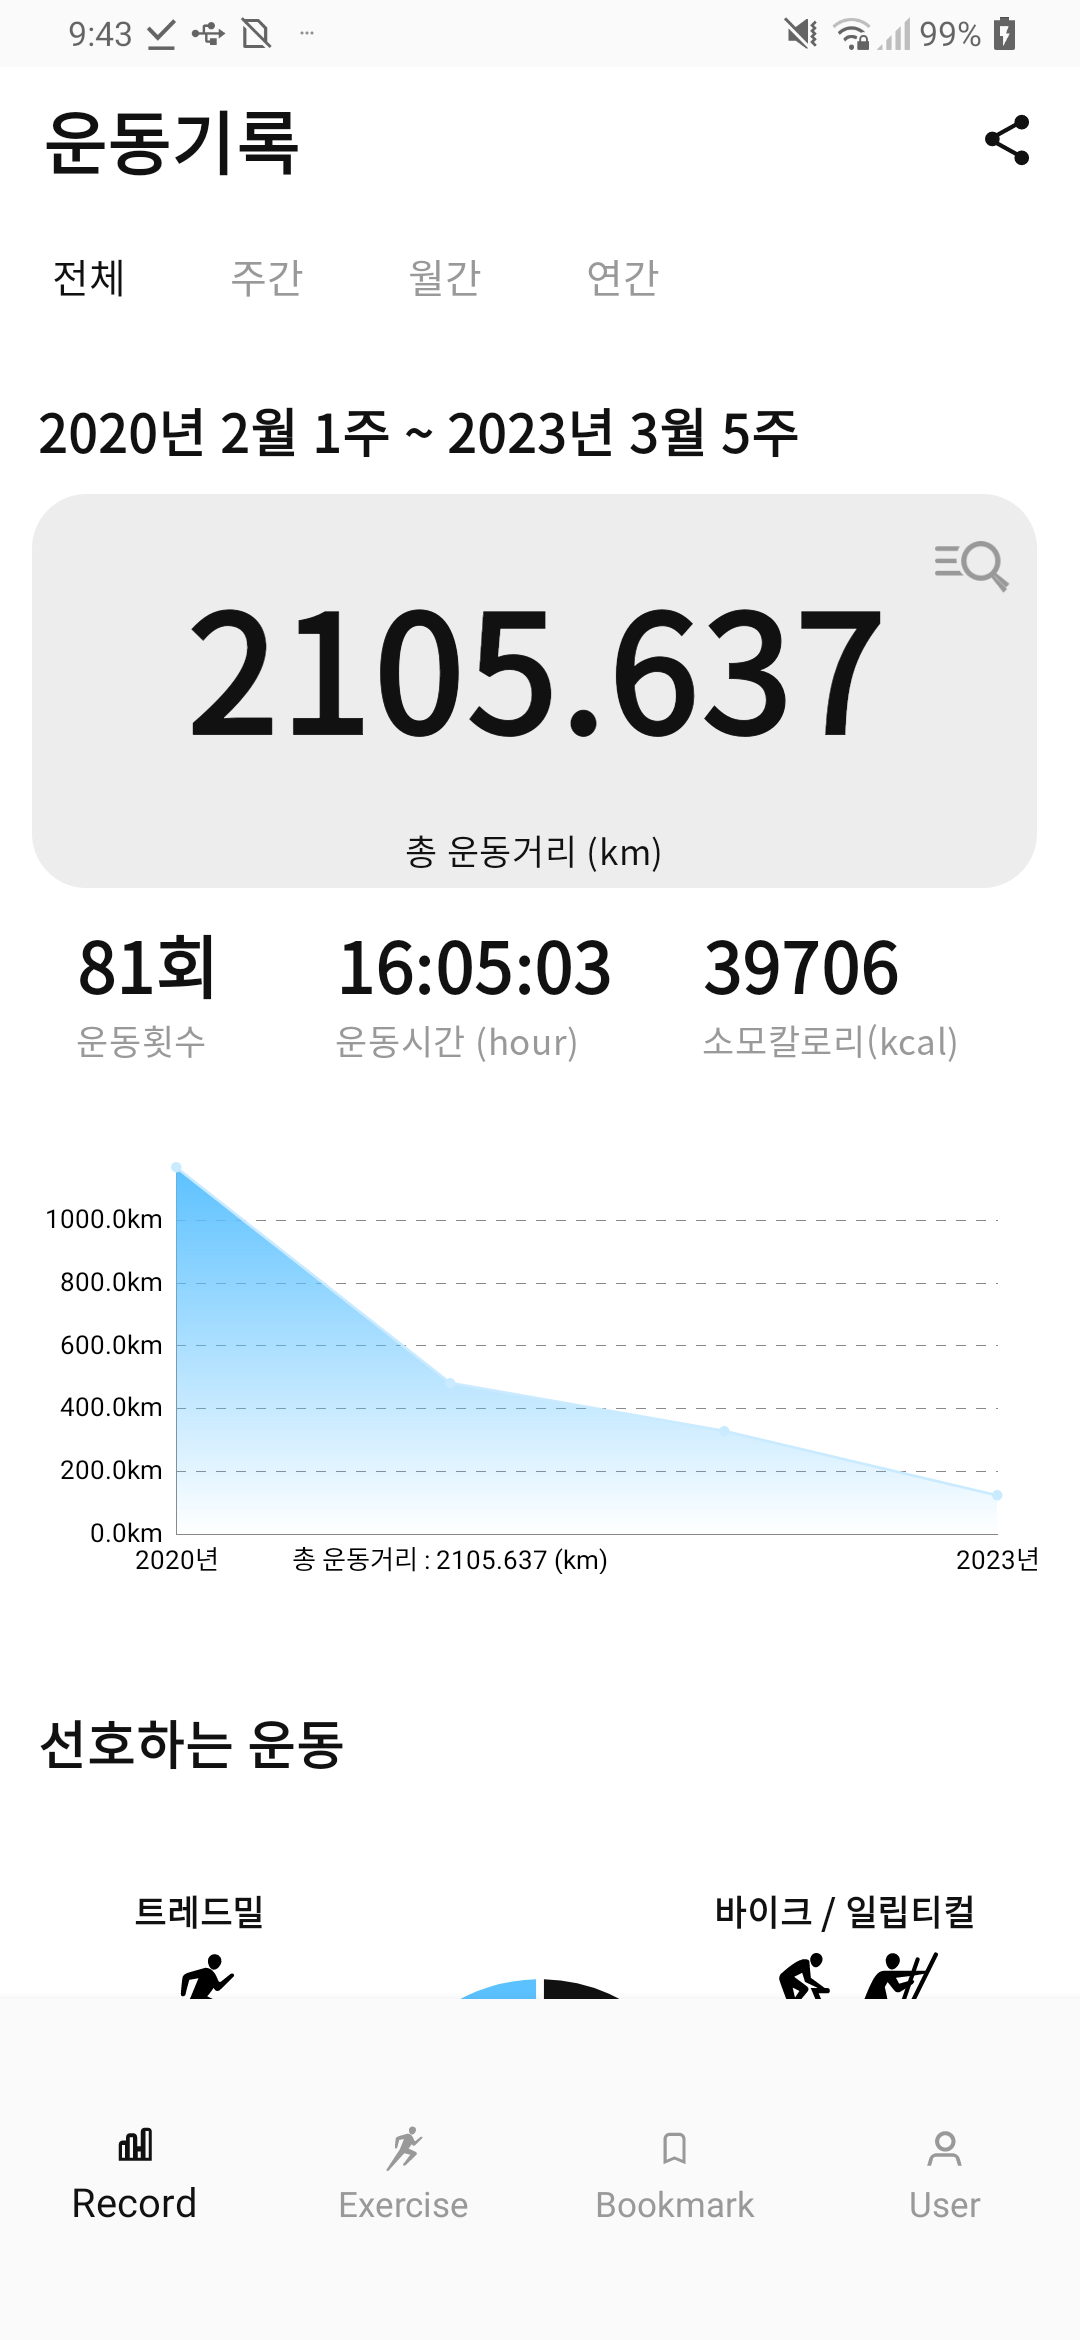 9:43 99%
운동기록
전체 주간 월간 연간
2020년 2월 1주 ~ 2023년 3월 5주
2105.637
총 운동거리 (km)
81회 16:05:03 39706
운동횟수 운동시간 (hour) 소모칼로리(kcal)
1000.0km
800.0km
600.0km
400.0km
200.0km
0.0km
2020년 총 운동거리 : 2105.637 (km) 2023년
선호하는 운동
트레드밀 바이크 / 일립티컬
Record Exercise Bookmark User